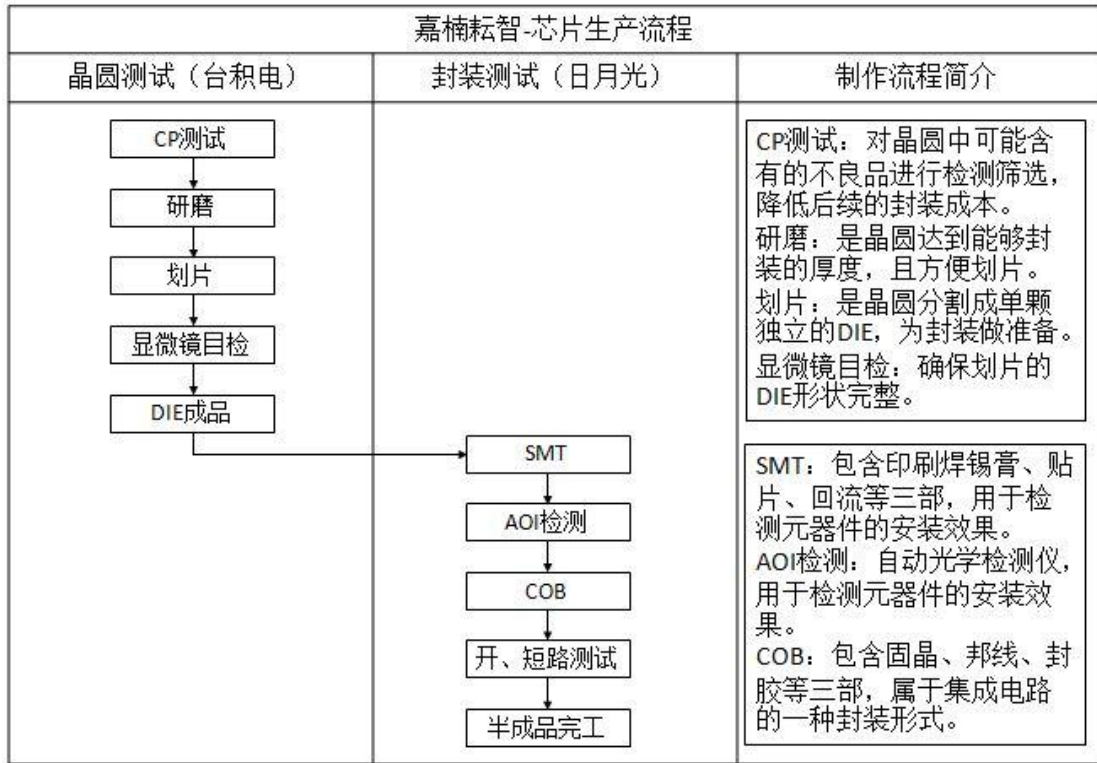 嘉楠耘智-芯片生产流程
晶圆测试（台积电）
封装测试（日月光）
制作流程简介
CP测试
研磨
划片
显微镜目检
DIE成品
SMT
AOI检测
COB
开、短路测试
半成品完工
CP测试：对晶圆中可能含
有的不良品进行检测筛选，
降低后续的封装成本。
研磨：是晶圆达到能够封
装的厚度，且方便划片。
划片：是晶圆分割成单颗
独立的DIE，为封装做准备。
显微镜目检：确保划片的
DIE形状完整。
SMT：包含印刷焊锡膏、贴
片、回流等三部，用于检
测元器件的安装效果。
AOI检测：自动光学检测仪，
用于检测元器件的安装效
果。
COB：包含固晶、邦线、封
胶等三部，属于集成电路
的一种封装形式。